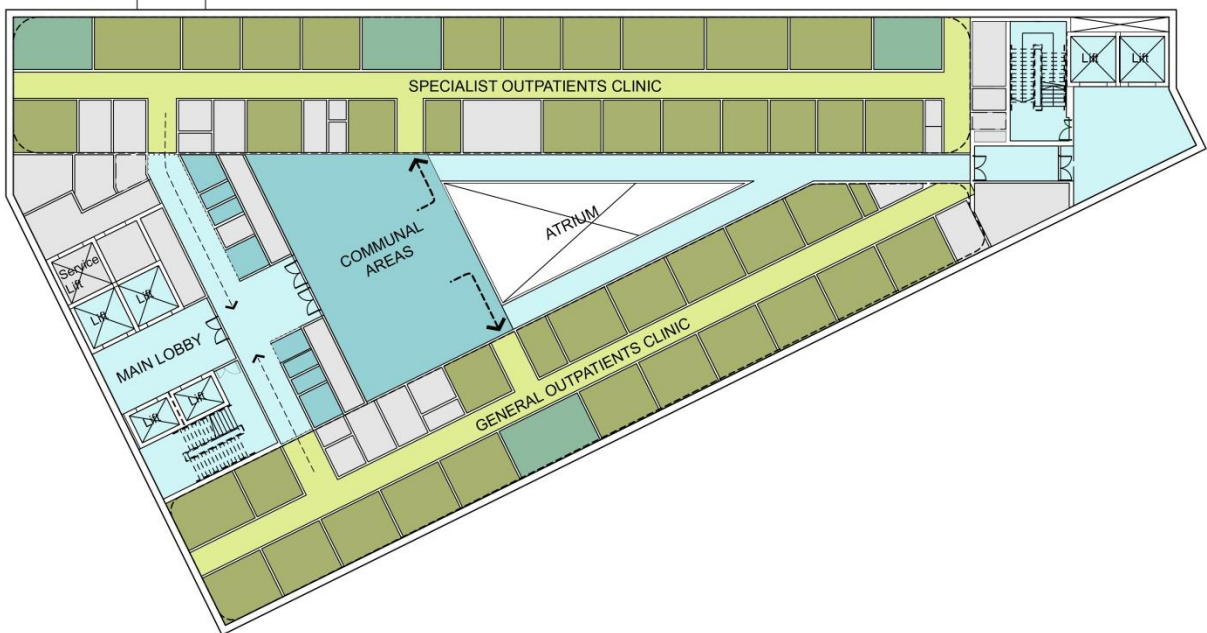 Lift
Lift
SPECIALIST OUTPATIENTS CLINIC
ATRIUM
COMMUNAL
AREAS
Service
Lift
Lift
Lift
MAIN LOBBY
GENERAL OUTPATIENTS CLINIC
Lift
Lift